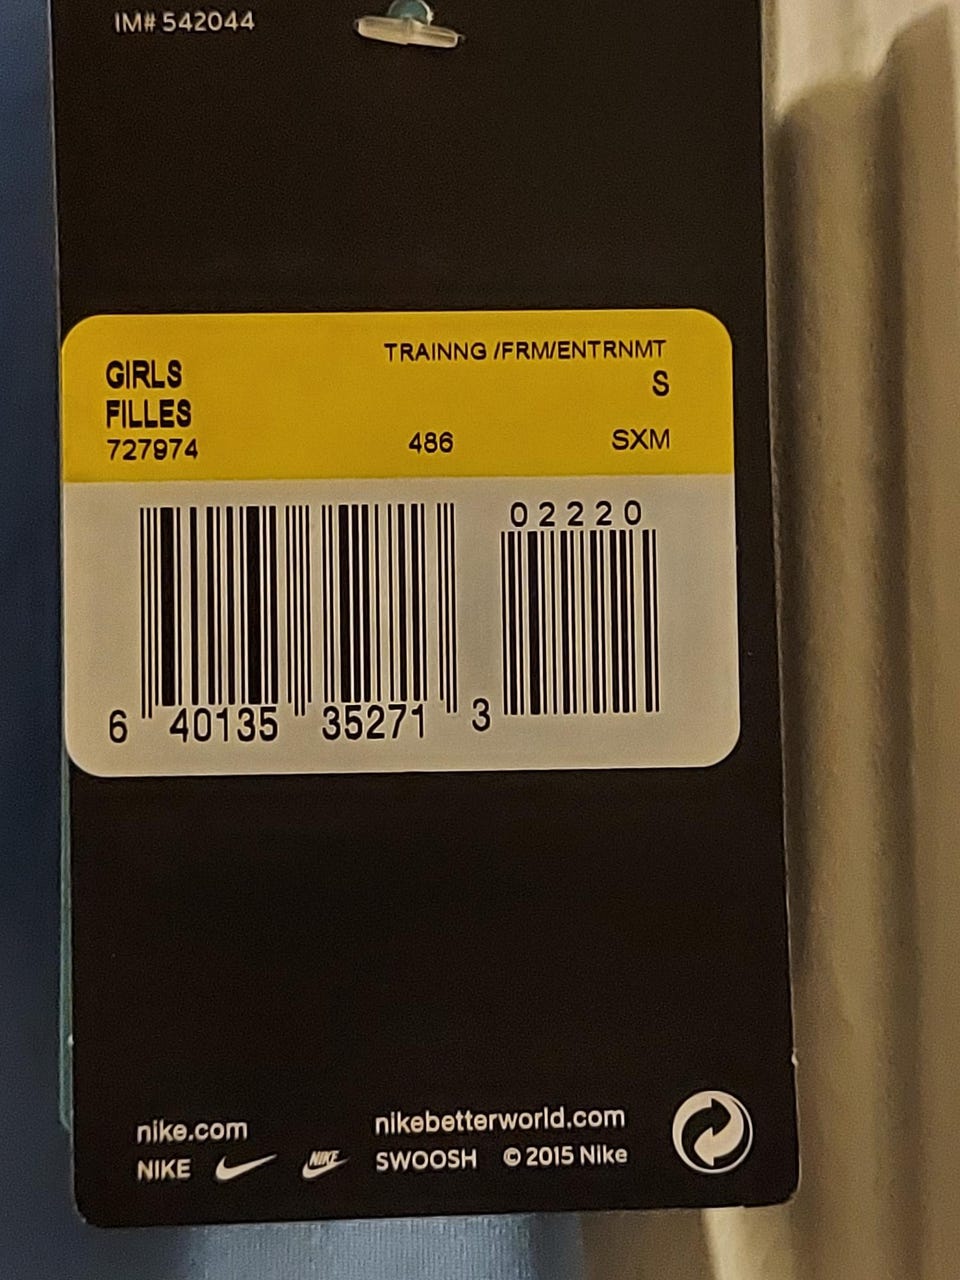 IM# 542044
TRAINNG /FRM/ENTRNMT
GIRLS
S
FILLES
727974 486 SXM
02220
6 40135 35271 3
nike.com nikebetterworld.com
NIKE NIKE SWOOSH © 2015 Nike